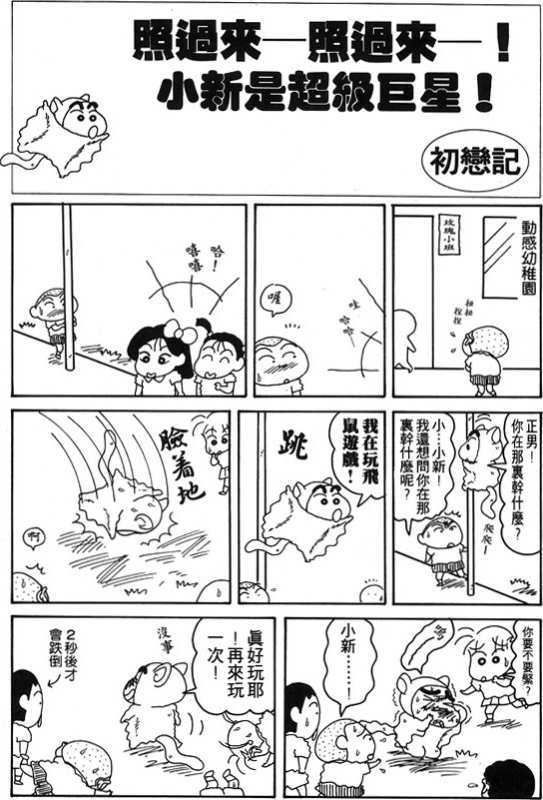 照過來—照過來—！
小新是超級巨星！
初戀記
動感幼稚園
玫瑰小班
扭扭
捏捏
哇
哈哈
喔
哈！
嘻嘻
正男！
你在那裏幹什麼？
爬爬！
小…小新！
我還想問你在那
裏幹什麼呢？
我在玩飛
鼠遊戲！
跳
臉着地
啊
你要不要緊？
小新……！
眞好玩耶
！再來玩
一次！
沒事
2秒後才
會跌倒